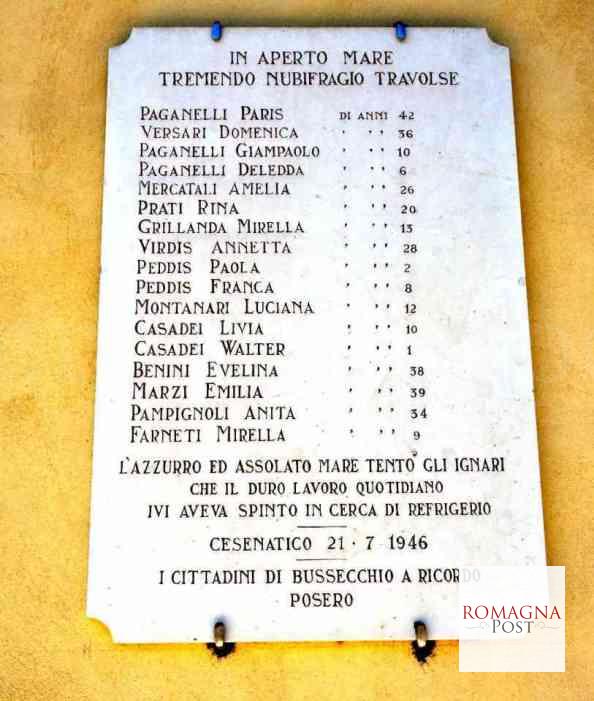 IN APERTO MARE
TREMENDO NUBIFRAGIO TRAVOLSE
PAGANELLI PARIS DI ANNI 42
VERSARI DOMENICA ' ' ' 36
PAGANELLI GIAMPAOLO ' ' ' 10
PAGANELLI DELEDDA ' ' ' 6
MERCATALI AMELIA ' ' ' 26
PRATI RINA ' ' ' 20
GRILLANDA MIRELLA ' ' ' 13
VIRDIS ANNETTA ' ' ' 28
PEDDIS PAOLA ' ' ' 2
PEDDIS FRANCA ' ' ' 8
MONTANARI LUCIANA ' ' ' 12
CASADEI LIVIA ' ' ' 10
CASADEI WALTER ' ' ' 1
BENINI EVELINA ' ' ' 38
MARZI EMILIA ' ' ' 39
PAMPIGNOLI ANITA ' ' ' 34
FARNETI MIRELLA ' ' ' 9
L'AZZURRO ED ASSOLATO MARE TENTO' GLI IGNARI
CHE IL DURO LAVORO QUOTIDIANO
IVI AVEVA SPINTO IN CERCA DI REFRIGERIO
CESENATICO 21 · 7 · 1946
I CITTADINI DI BUSSECCHIO A RICORDO
POSERO
ROMAGNA
POST